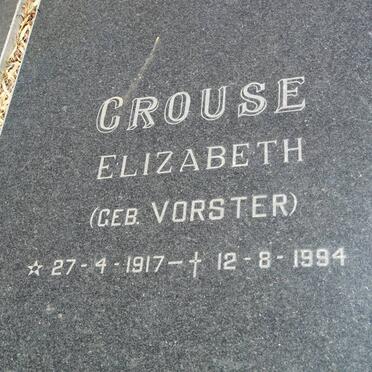 CROUSE
ELIZABETH
(GEB. VORSTER)
☆ 27-4-1917-† 12-8-1994